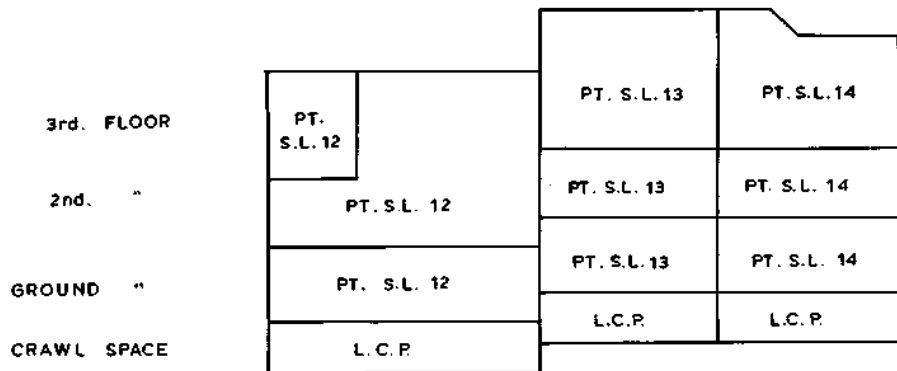 PT. S.L. 13
PT. S.L. 14
3rd. FLOOR
PT.
S.L. 12
2nd. "
PT. S.L. 12
PT. S.L. 13
PT. S.L. 14
GROUND "
PT. S.L. 12
PT. S.L. 13
PT. S.L. 14
L.C.P.
L.C.P.
CRAWL SPACE
L.C.P.